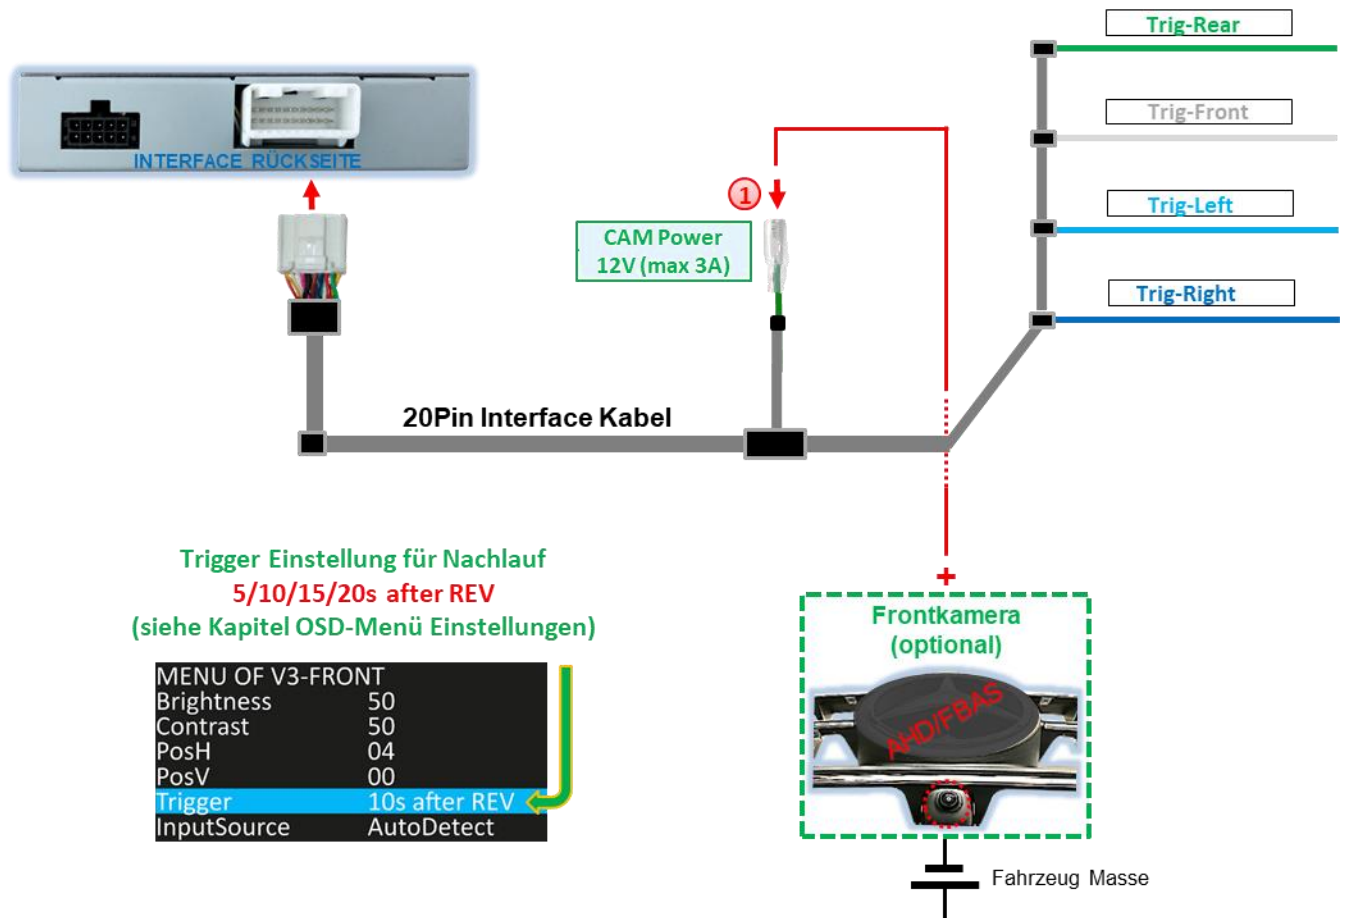 Trig-Rear
Trig-Front
Trig-Left
Trig-Right
INTERFACE RÜCKSEITE
1
CAM Power
12V (max 3A)
20Pin Interface Kabel
Trigger Einstellung für Nachlauf
5/10/15/20s after REV
(siehe Kapitel OSD-Menü Einstellungen)
MENU OF V3-FRONT
Brightness 50
Contrast 50
PosH 04
PosV 00
Trigger 10s after REV
InputSource AutoDetect
+
Frontkamera
(optional)
AHD/FBAS
Fahrzeug Masse